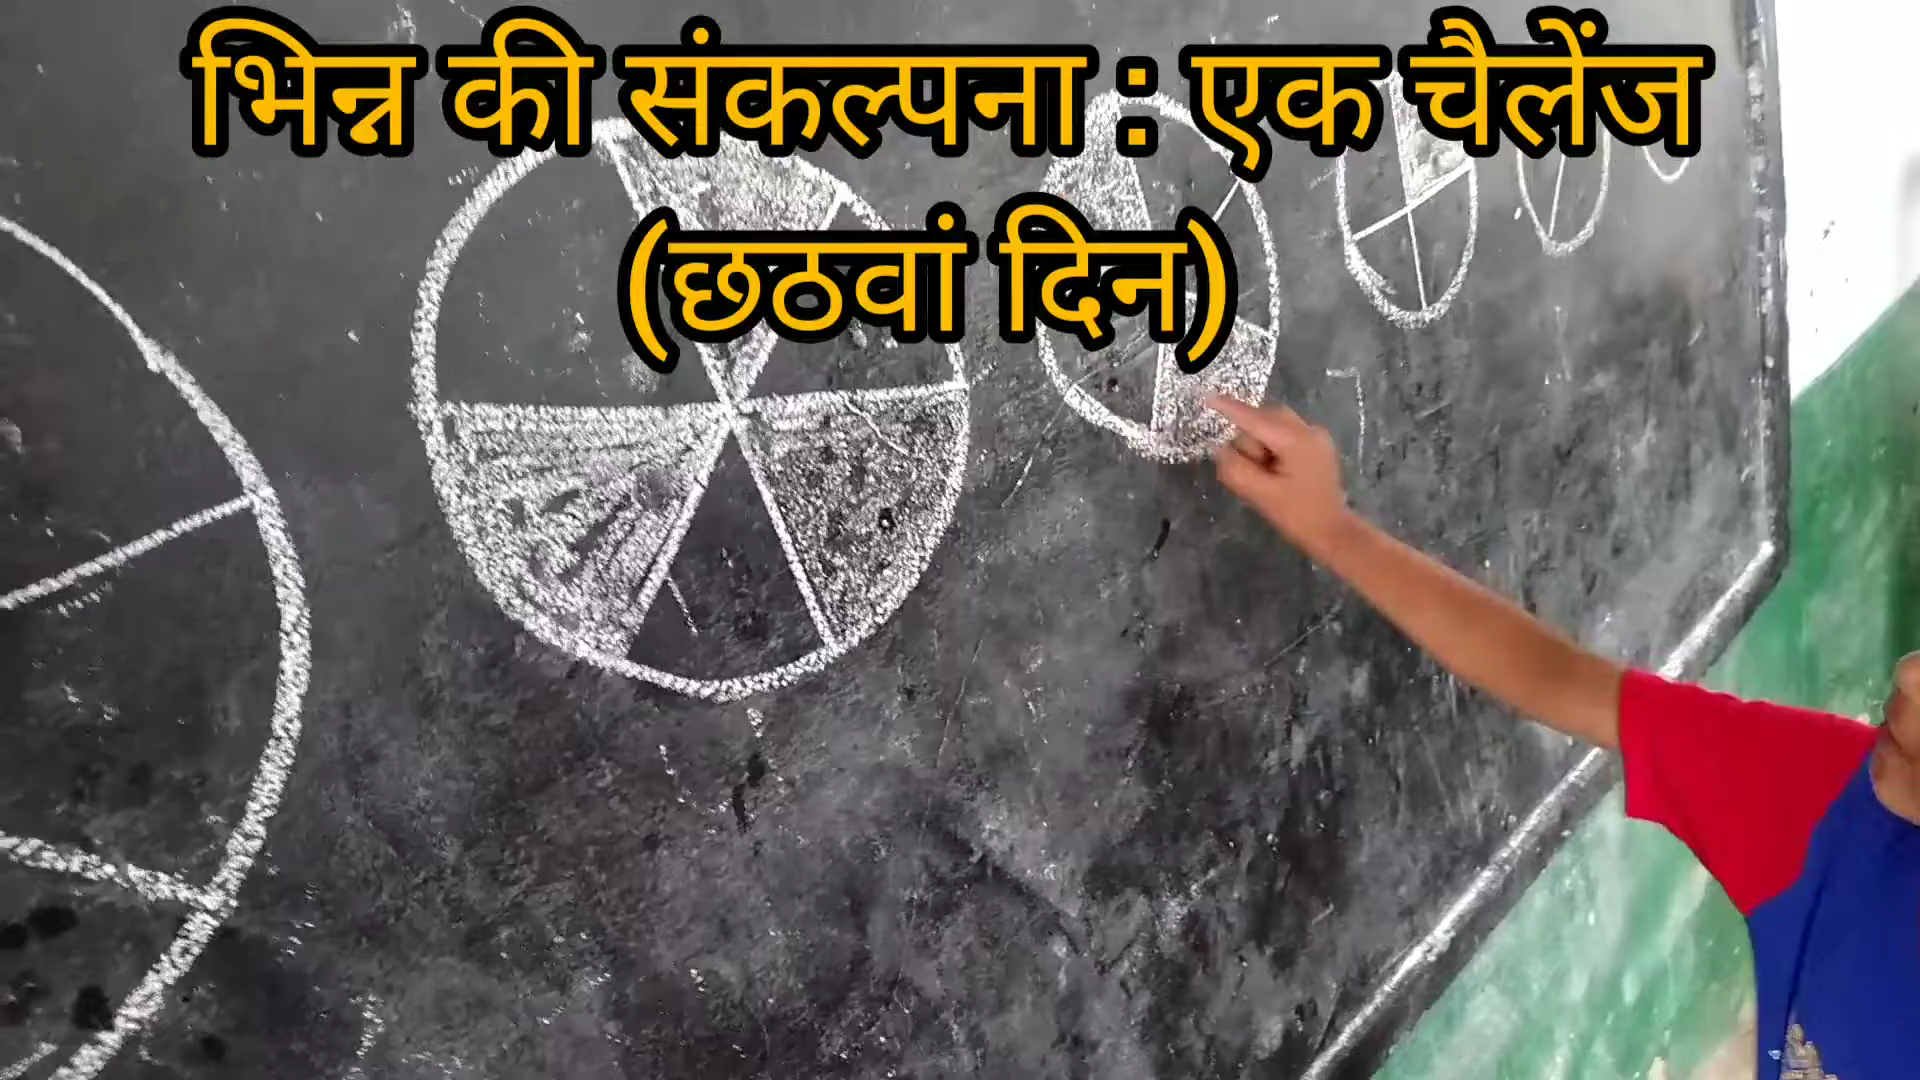 भिन्न की संकल्पना : एक चैलेंज
(छठवां दिन)